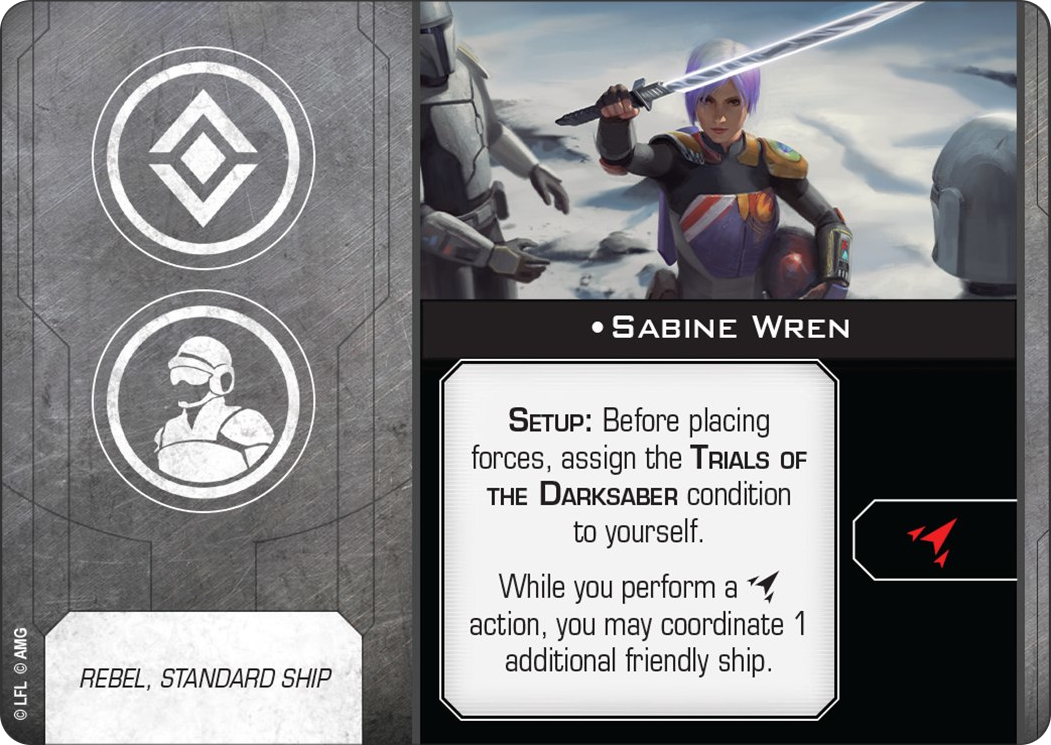 • SABINE WREN
SETUP: Before placing
forces, assign the TRIALS OF
THE DARKSABER condition
to yourself.
While you perform a
action, you may coordinate 1
additional friendly ship.
REBEL, STANDARD SHIP
© LFL © AMG